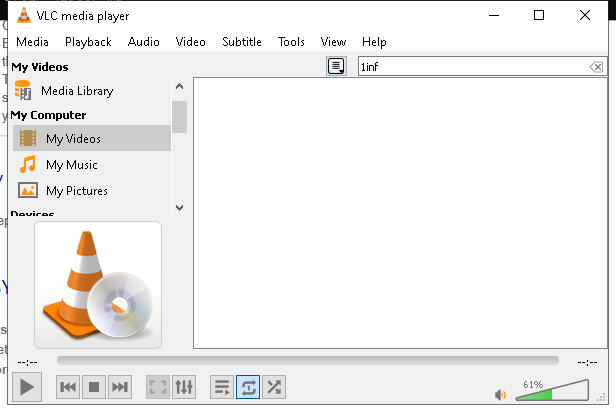 VLC media player
Media Playback Audio Video Subtitle Tools View Help
My Videos
1inf
Media Library
My Computer
My Videos
My Music
My Pictures
Devices
--:--
--:--
61%